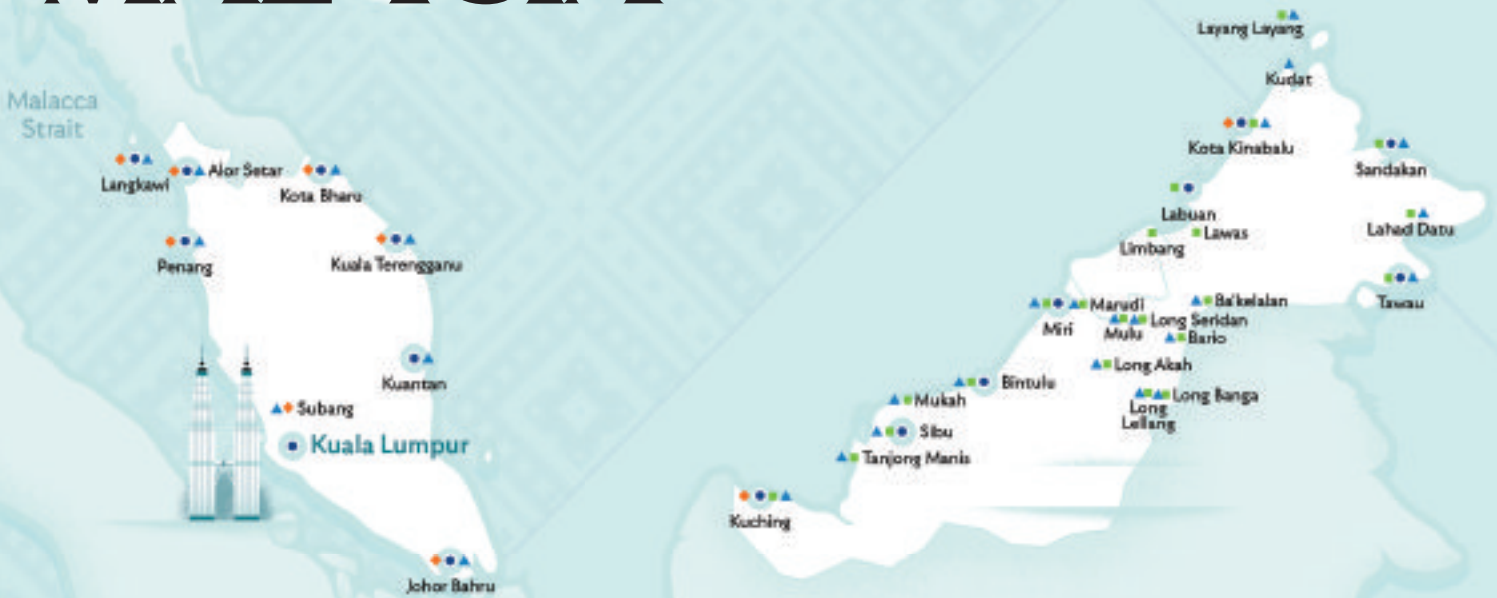 Malacca
Strait
Langkawi
Alor Setar
Kota Bharu
Penang
Kuala Terengganu
Kuantan
Subang
Kuala Lumpur
Johor Bahru
Layang Layang
Kudat
Kota Kinabalu
Sandakan
Labuan
Lahad Datu
Limbang
Lawas
Tawau
Ba'kelalan
Miri
Marudi
Mulu
Long Seridan
Bario
Long Akah
Bintulu
Mukah
Long Banga
Long
Lellang
Sibu
Tanjong Manis
Kuching